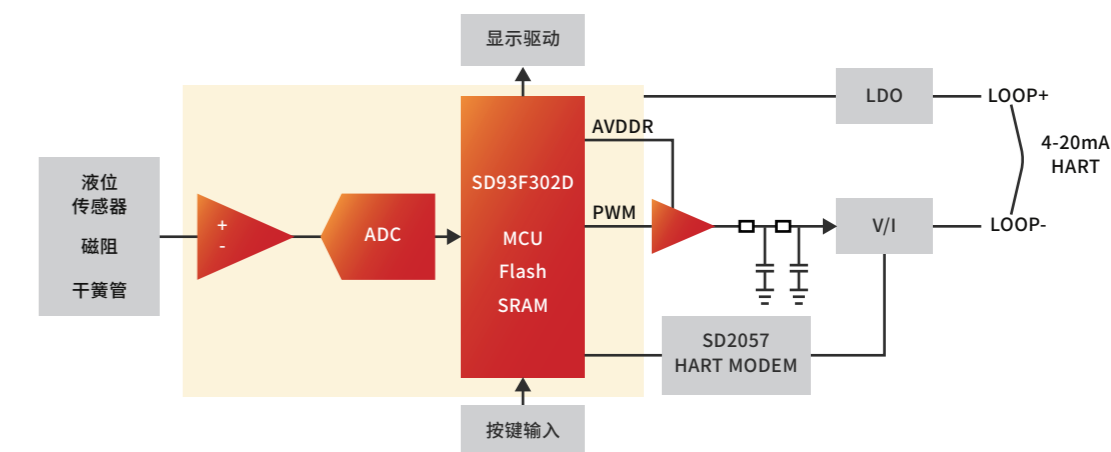 显示驱动
LDO
LOOP+
4-20mA
HART
LOOP-
AVDDR
SD93F302D
PWM
MCU
Flash
SRAM
液位
传感器
磁阻
干簧管
+
-
ADC
V/I
SD2057
HART MODEM
按键输入